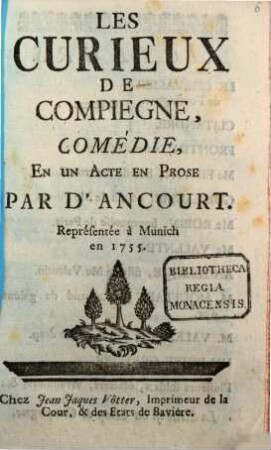 6
LES
CURIEUX
DE
COMPIEGNE,
COMÉDIE,
EN UN ACTE EN PROSE
PAR D'ANCOURT.
Représentée à Munich
en 1755.
BIBLIOTHECA
REGIA
MONACENSIS.
Chez Jean Jaques Vötter, Imprimeur de la
Cour, & des Etats de Baviére.